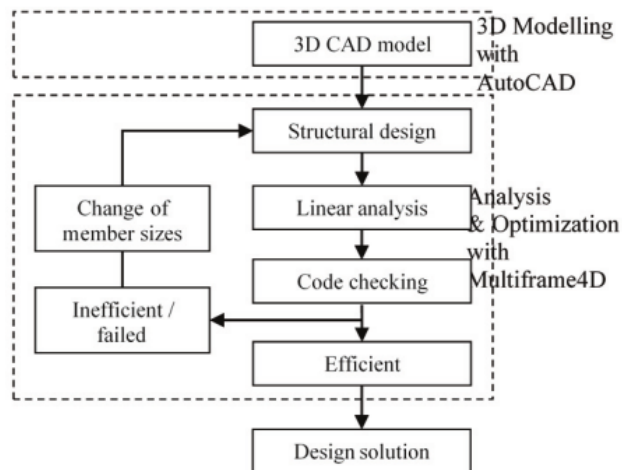 3D CAD model
3D Modelling
with
AutoCAD
Structural design
Linear analysis
Analysis
& Optimization
with
Multiframe4D
Change of
member sizes
Code checking
Inefficient /
failed
Efficient
Design solution